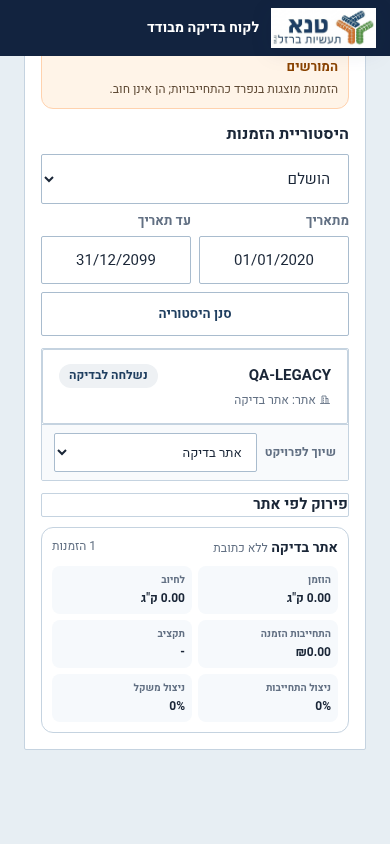 טנא
תעשיות ברזל
לקוח בדיקה מבודד
המורשים
הזמנות מוצגות בנפרד כהתחייבויות; הן אינן חוב.
היסטוריית הזמנות
הושלם
מתאריך
עד תאריך
01/01/2020
31/12/2099
סנן היסטוריה
QA-LEGACY
נשלחה לבדיקה
אתר: אתר בדיקה
שיוך לפרויקט
אתר בדיקה
פירוק לפי אתר
אתר בדיקה ללא כתובת
1 הזמנות
הוזמן
0.00 ק"ג
לחיוב
0.00 ק"ג
התחייבות הזמנה
₪0.00
תקציב
-
ניצול התחייבות
0%
ניצול משקל
0%